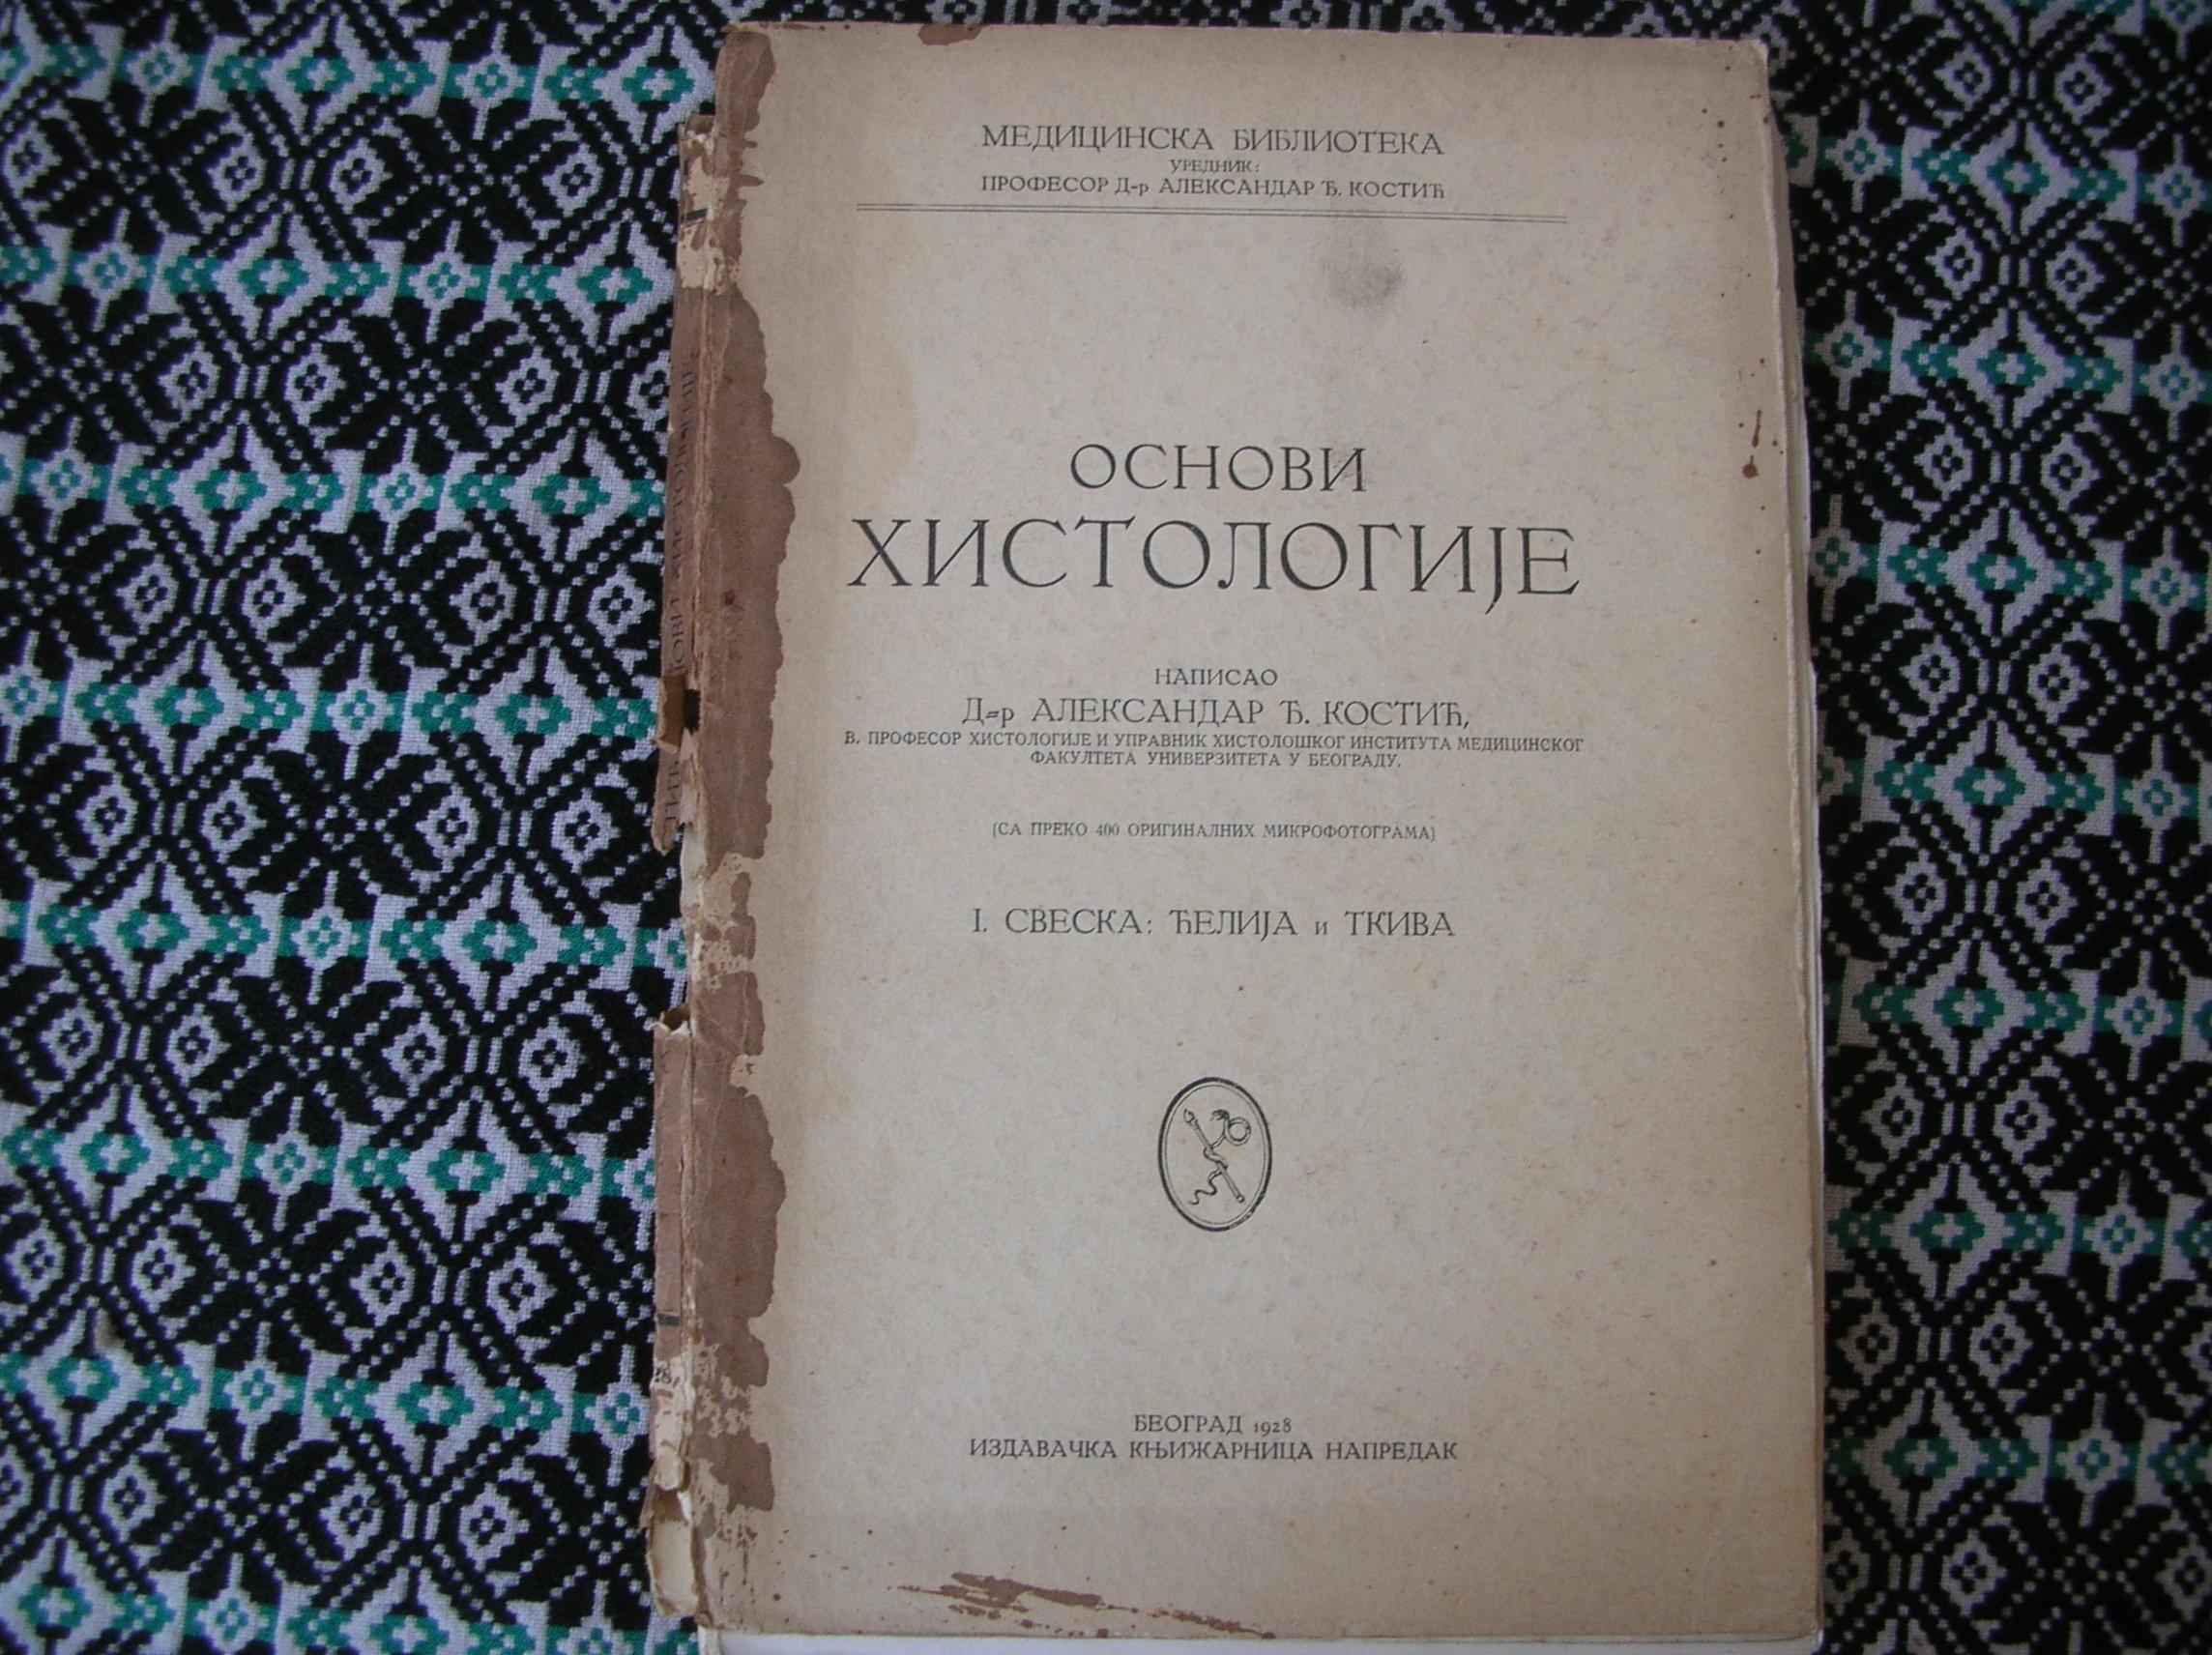 МЕДИЦИНСКА БИБЛИОТЕКА
УРЕДНИК:
ПРОФЕСОР Д-р АЛЕКСАНДАР Ђ. КОСТИЋ
ОСНОВИ
ХИСТОЛОГИЈЕ
НАПИСАО
Д-р АЛЕКСАНДАР Ђ. КОСТИЋ,
В. ПРОФЕСОР ХИСТОЛОГИЈЕ И УПРАВНИК ХИСТОЛОШКОГ ИНСТИТУТА МЕДИЦИНСКОГ
ФАКУЛТЕТА УНИВЕРЗИТЕТА У БЕОГРАДУ.
(СА ПРЕКО 400 ОРИГИНАЛНИХ МИКРОФОТОГРАМА)
I. СВЕСКА: ЋЕЛИЈА и ТКИВА
БЕОГРАД 1928
ИЗДАВАЧКА КЊИЖАРНИЦА НАПРЕДАК